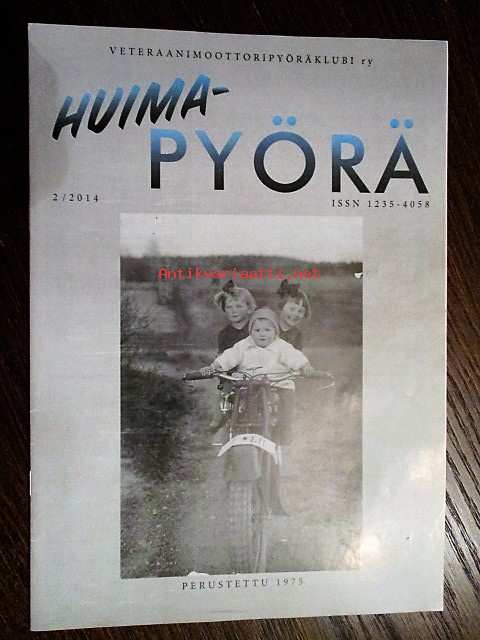 VETERAANIMOOTTORIPYÖRÄKLUBI ry
HUIMA-
PYÖRÄ
2/2014
ISSN 1235-4058
Antikvariaatti.net
PERUSTETTU 1975